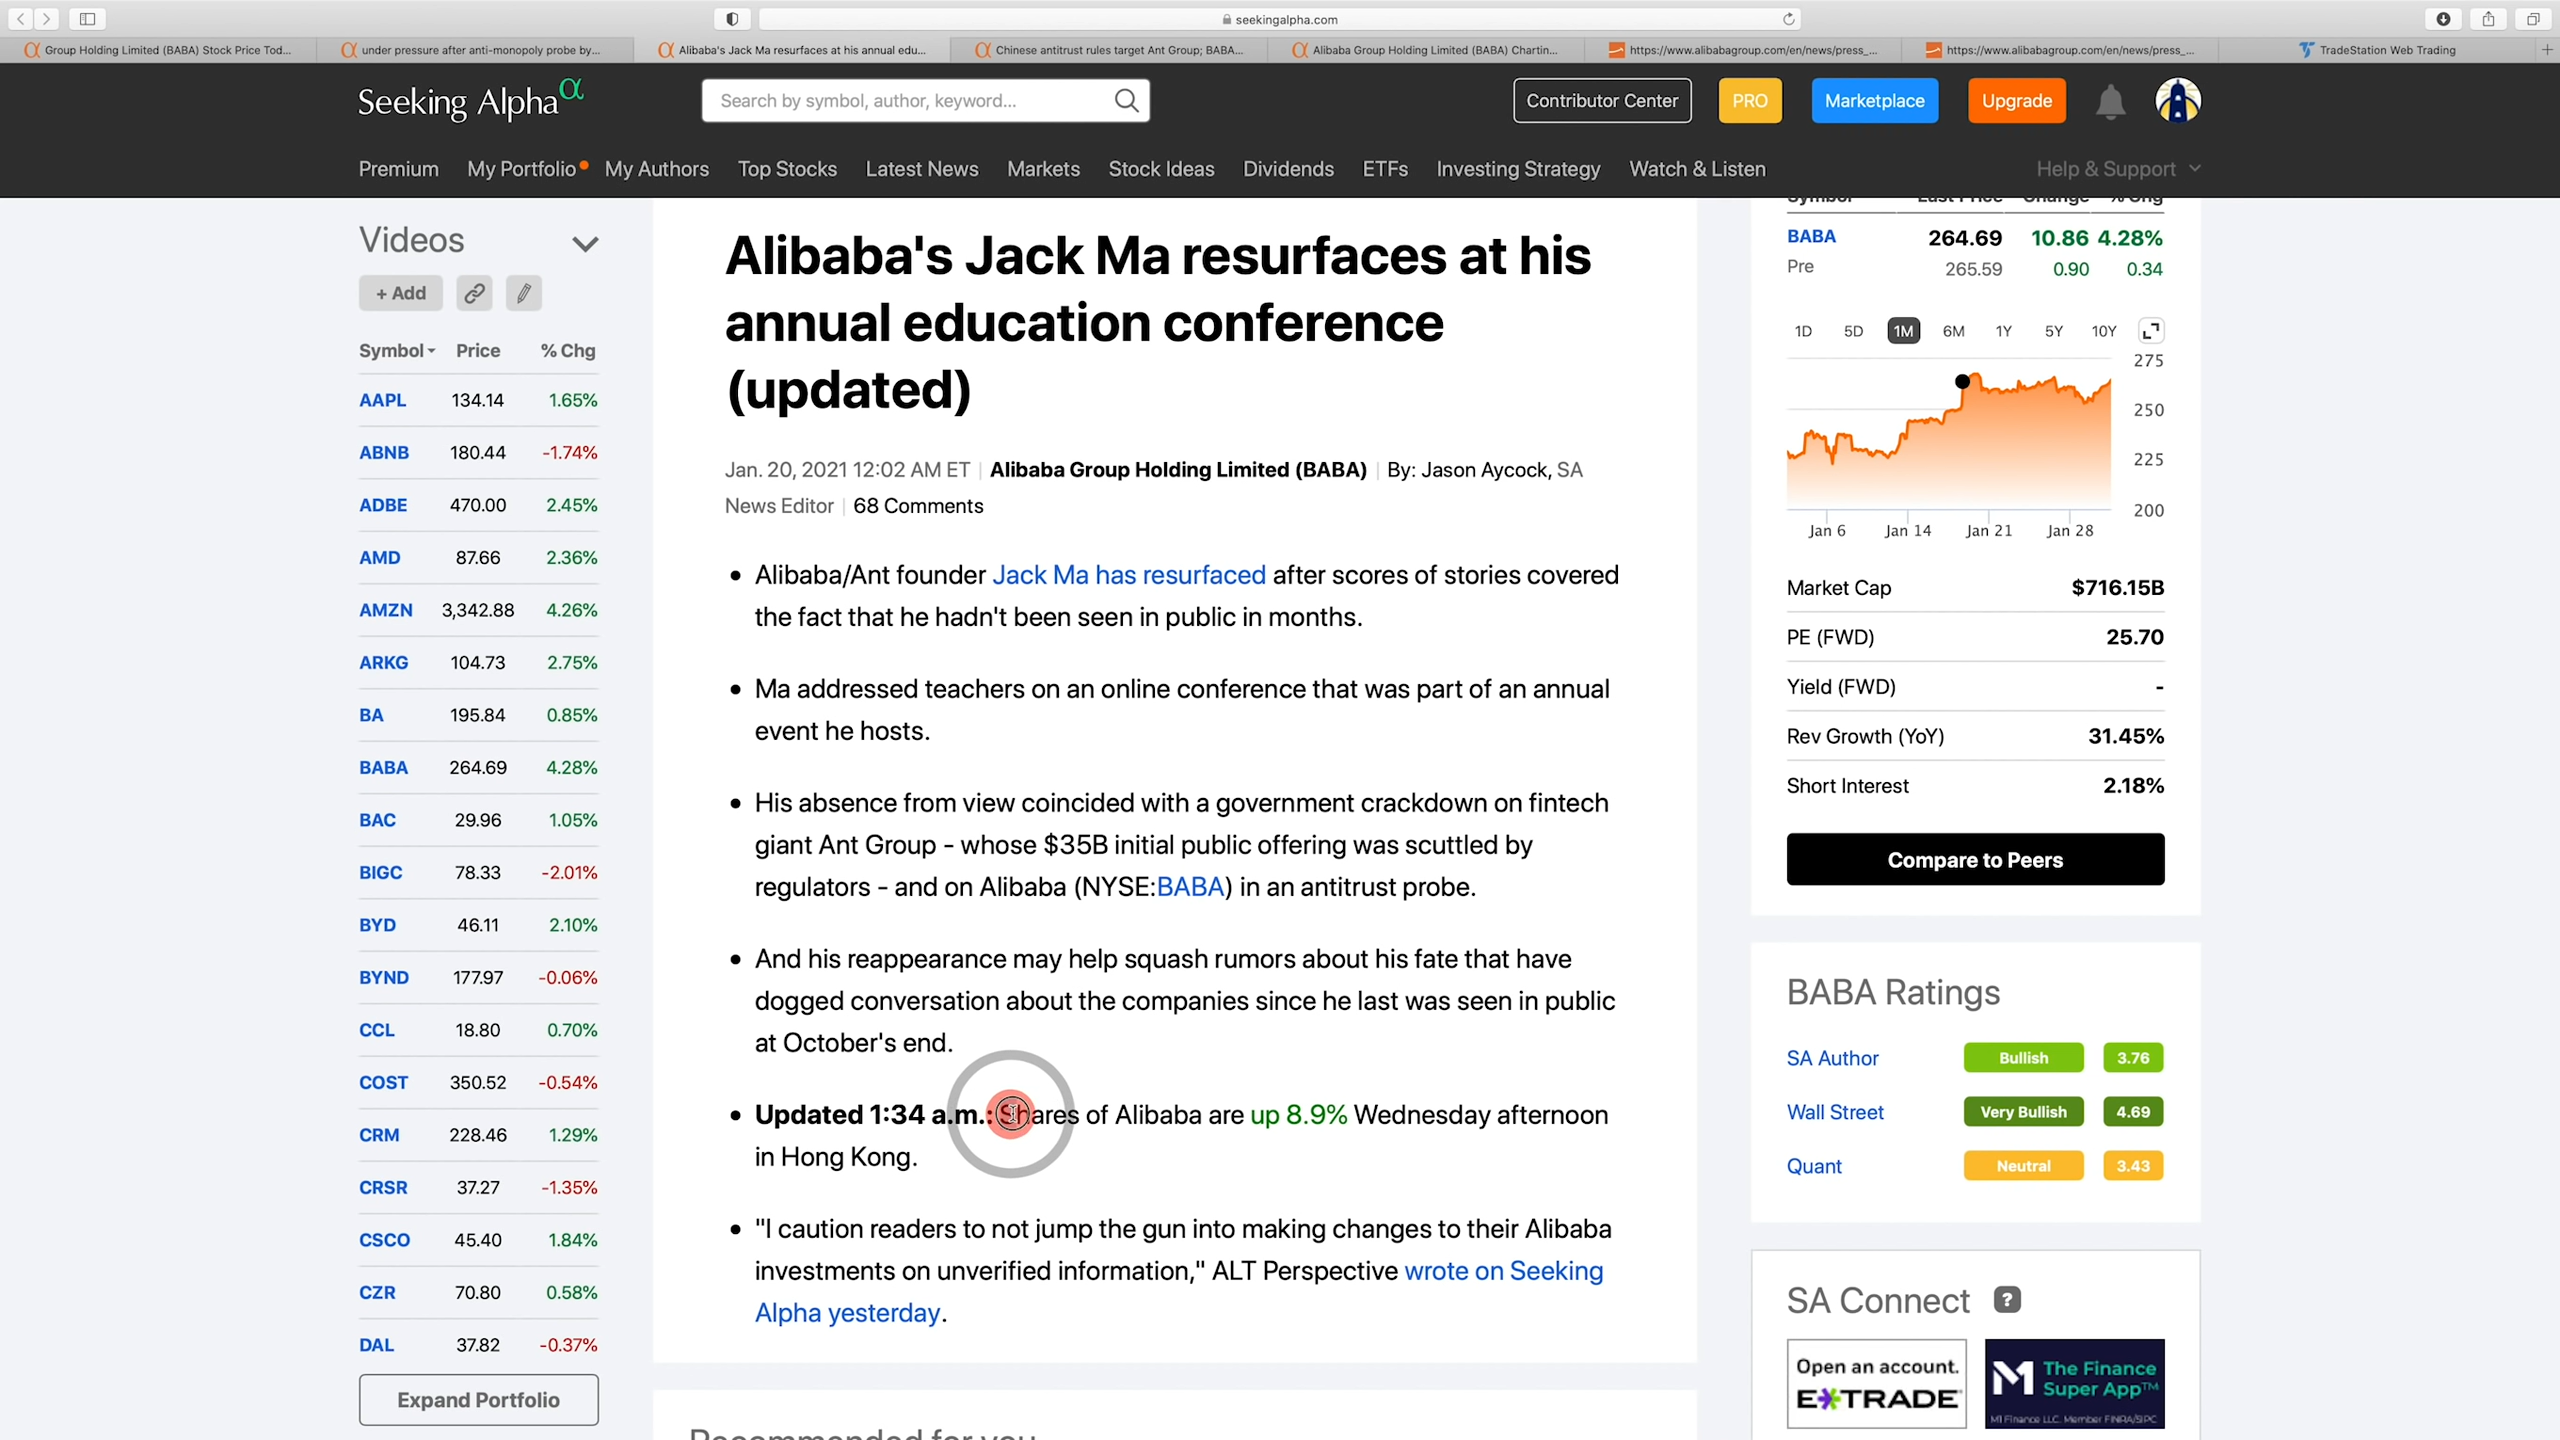 seekingalpha.com
Group Holding Limited (BABA) Stock Price Tod...
under pressure after anti-monopoly probe by...
Alibaba's Jack Ma resurfaces at his annual edu...
Chinese antitrust rules target Ant Group; BABA...
Alibaba Group Holding Limited (BABA) Chartin...
https://www.alibabagroup.com/en/news/press_...
https://www.alibabagroup.com/en/news/press_...
TradeStation Web Trading
Seeking Alpha α
Search by symbol, author, keyword...
Contributor Center
PRO
Marketplace
Upgrade
Premium My Portfolio My Authors Top Stocks Latest News Markets Stock Ideas Dividends ETFs Investing Strategy Watch & Listen Help & Support
Videos
+ Add
Symbol Price % Chg
AAPL 134.14 1.65%
ABNB 180.44 -1.74%
ADBE 470.00 2.45%
AMD 87.66 2.36%
AMZN 3,342.88 4.26%
ARKG 104.73 2.75%
BA 195.84 0.85%
BABA 264.69 4.28%
BAC 29.96 1.05%
BIGC 78.33 -2.01%
BYD 46.11 2.10%
BYND 177.97 -0.06%
CCL 18.80 0.70%
COST 350.52 -0.54%
CRM 228.46 1.29%
CRSR 37.27 -1.35%
CSCO 45.40 1.84%
CZR 70.80 0.58%
DAL 37.82 -0.37%
Expand Portfolio
Alibaba's Jack Ma resurfaces at his
annual education conference
(updated)
Jan. 20, 2021 12:02 AM ET | Alibaba Group Holding Limited (BABA) | By: Jason Aycock, SA
News Editor | 68 Comments
• Alibaba/Ant founder Jack Ma has resurfaced after scores of stories covered
the fact that he hadn't been seen in public in months.
• Ma addressed teachers on an online conference that was part of an annual
event he hosts.
• His absence from view coincided with a government crackdown on fintech
giant Ant Group - whose $35B initial public offering was scuttled by
regulators - and on Alibaba (NYSE:BABA) in an antitrust probe.
• And his reappearance may help squash rumors about his fate that have
dogged conversation about the companies since he last was seen in public
at October's end.
• Updated 1:34 a.m.: Shares of Alibaba are up 8.9% Wednesday afternoon
in Hong Kong.
• "I caution readers to not jump the gun into making changes to their Alibaba
investments on unverified information," ALT Perspective wrote on Seeking
Alpha yesterday.
Recommended for you
Symbol Last Price Change % Chg
BABA 264.69 10.86 4.28%
Pre 265.59 0.90 0.34
1D 5D 1M 6M 1Y 5Y 10Y
275
250
225
200
Jan 6 Jan 14 Jan 21 Jan 28
Market Cap $716.15B
PE (FWD) 25.70
Yield (FWD) -
Rev Growth (YoY) 31.45%
Short Interest 2.18%
Compare to Peers
BABA Ratings
SA Author Bullish 3.76
Wall Street Very Bullish 4.69
Quant Neutral 3.43
SA Connect ?
Open an account.
E*TRADE
M The Finance
Super App™
M1 Finance LLC. Member FINRA/SIPC